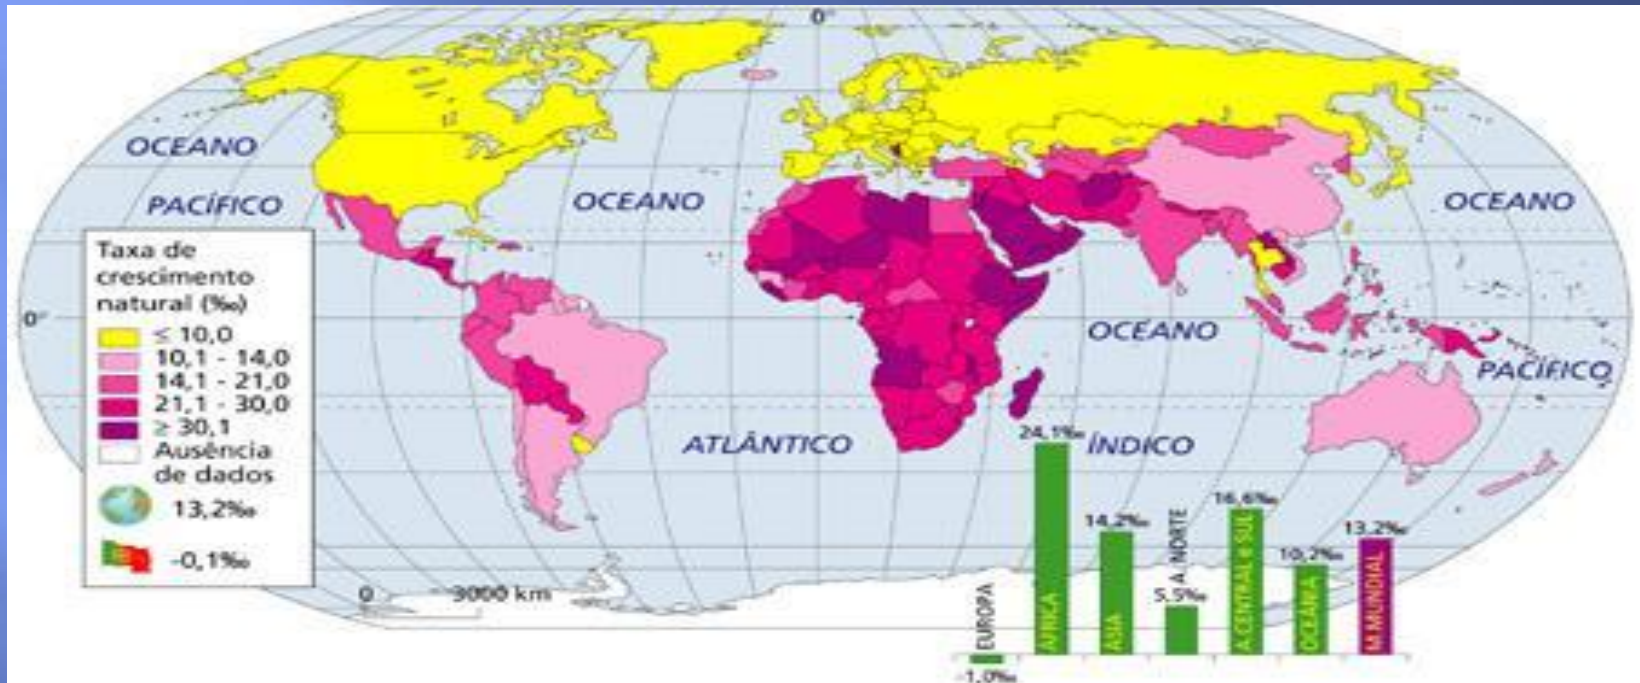 0°
OCEANO
PACÍFICO
OCEANO
OCEANO
Taxa de
crescimento
natural (‰)
≤ 10,0
10,1 - 14,0
14,1 - 21,0
21,1 - 30,0
≥ 30,1
Ausência
de dados
13,2‰
-0,1‰
0°
OCEANO
PACÍFICO
ATLÂNTICO
ÍNDICO
0 3000 km
EUROPA
-1,0‰
24,1‰
ÁFRICA
14,2‰
ÁSIA
A.NORTE
5,5‰
16,6‰
A.CENTRAL e SUL
10,2‰
OCEÂNIA
13,2‰
M.MUNDIAL